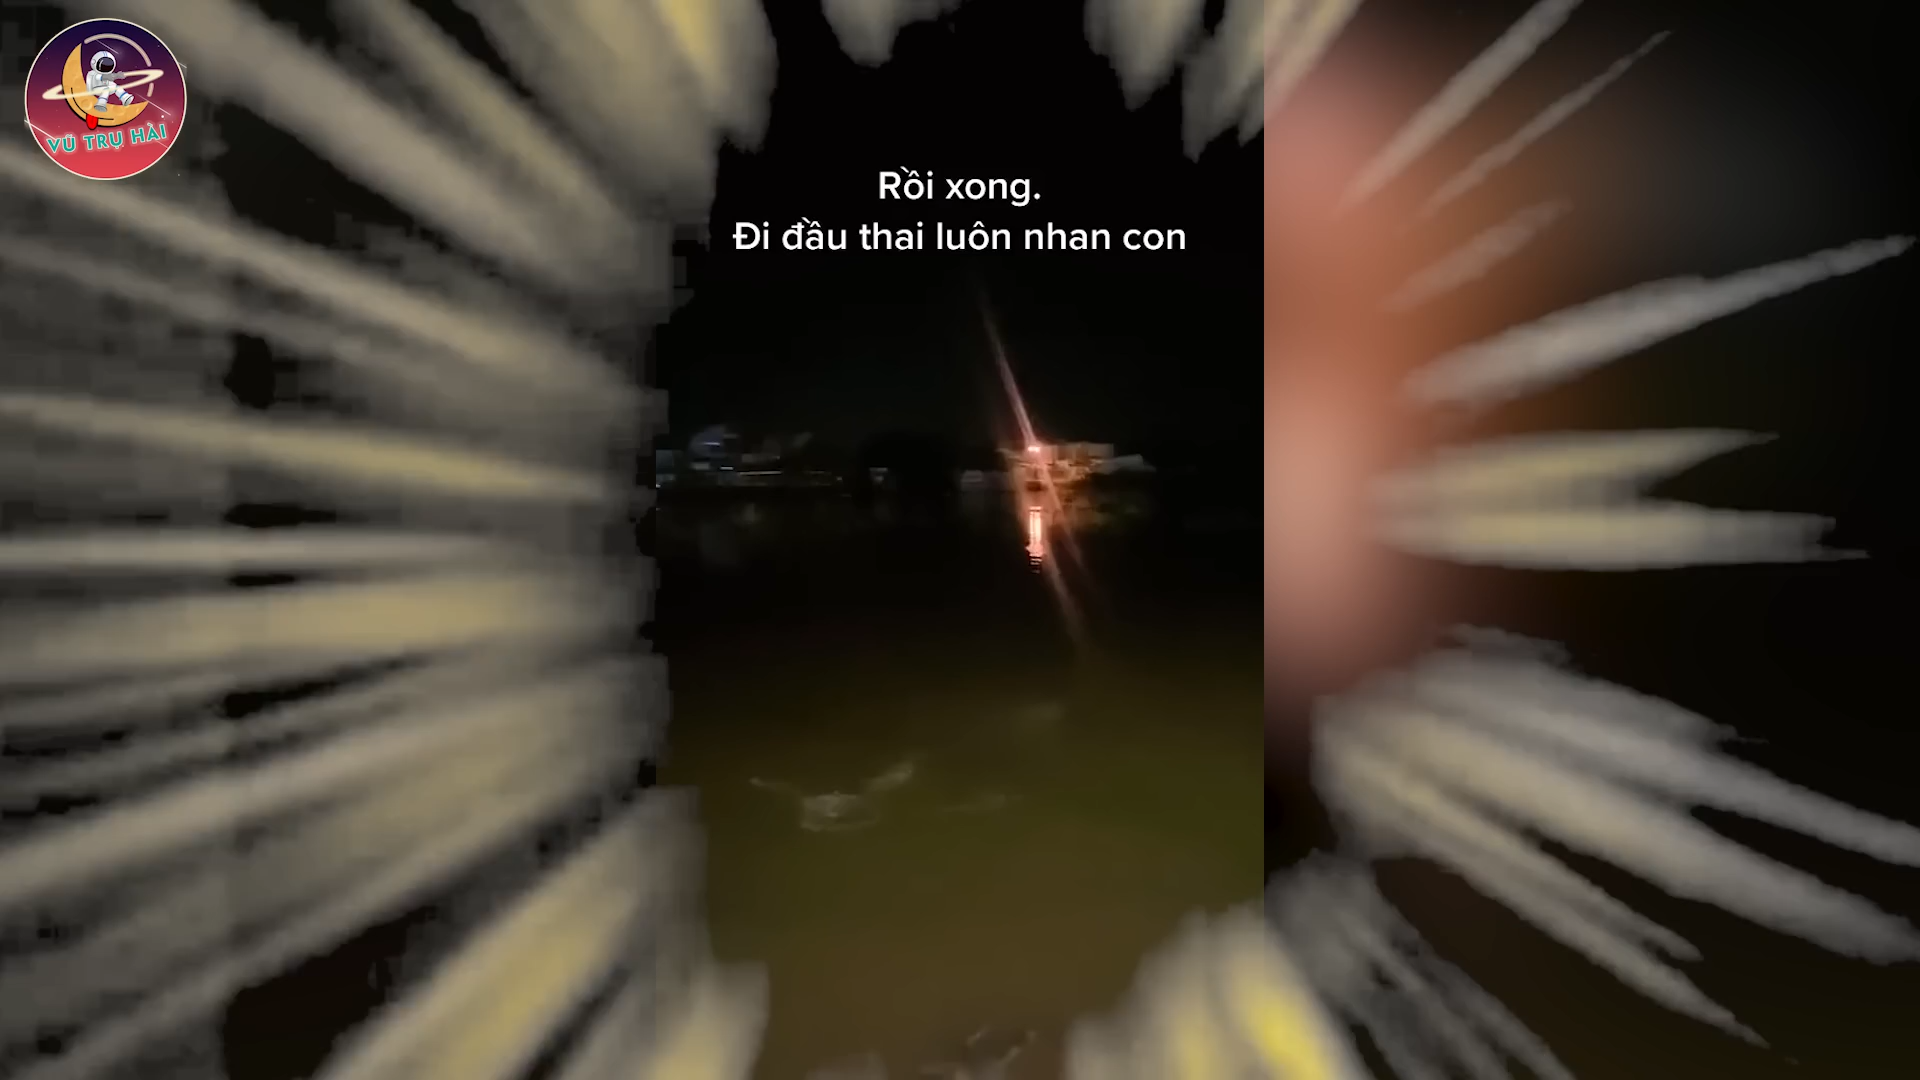 VŨ TRỤ HÀI
Rồi xong.
Đi đầu thai luôn nhan con